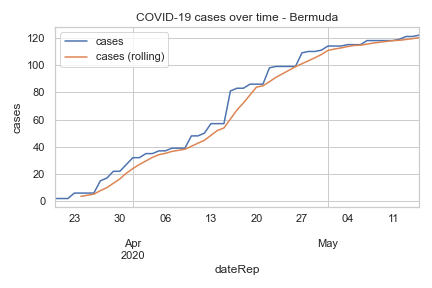 COVID-19 cases over time - Bermuda
cases
cases (rolling)
120
100
80
60
40
20
0
cases
23 30 06 13 20 27 04 11
Apr May
2020
dateRep